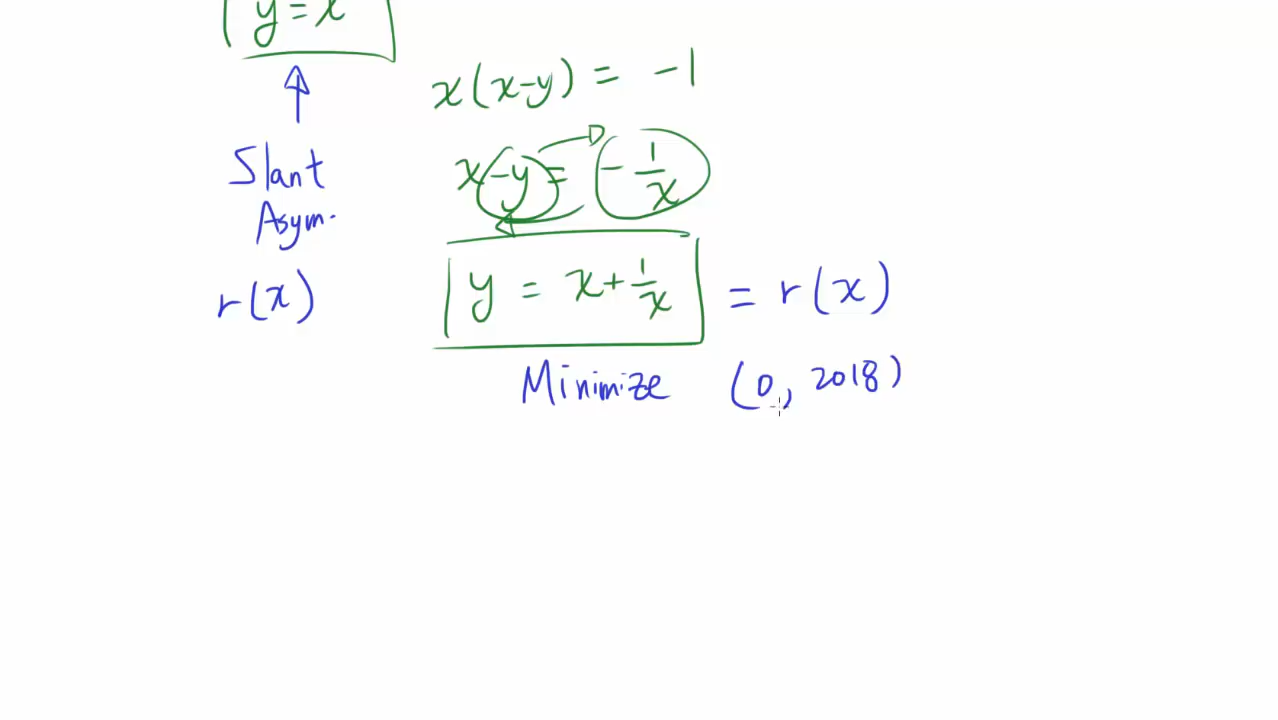 y = x
x(x-y) = -1
x-y = -1/x
Slant
Asym.
r(x)
y = x+1/x = r(x)
Minimize (0, 2018)